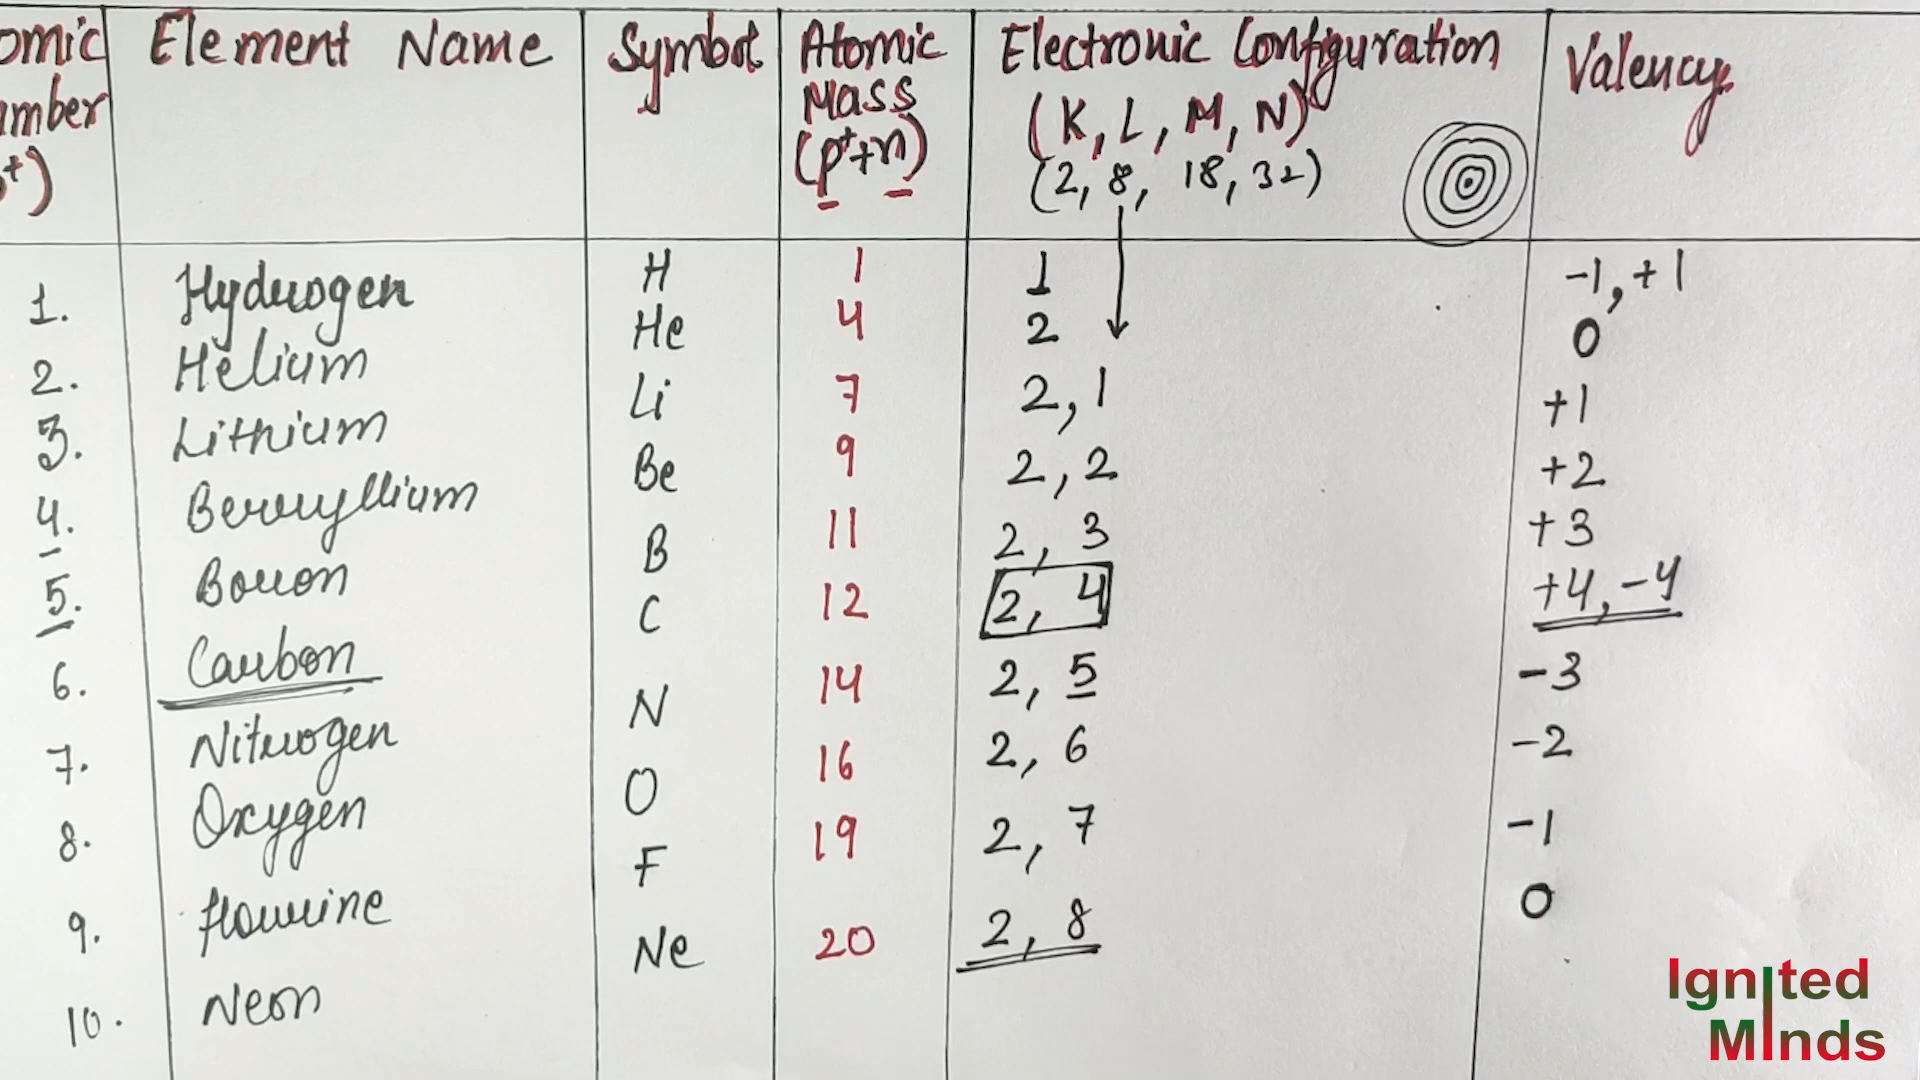 omic Element Name Symbol Atomic Electronic Configuration Valency
umber Mass (K, L, M, N)
+) (p⁺+n) (2, 8, 18, 32)
1. Hydrogen H 1 1 -1, +1
2. Helium He 4 2 0
3. Lithium Li 7 2, 1 +1
4. Berryllium Be 9 2, 2 +2
5. Boron B 11 2, 3 +3
6. Carbon C 12 2, 4 +4, -4
7. Nitrogen N 14 2, 5 -3
8. Oxygen O 16 2, 6 -2
9. flourine F 19 2, 7 -1
10. Neon Ne 20 2, 8 0
Ignited
Minds